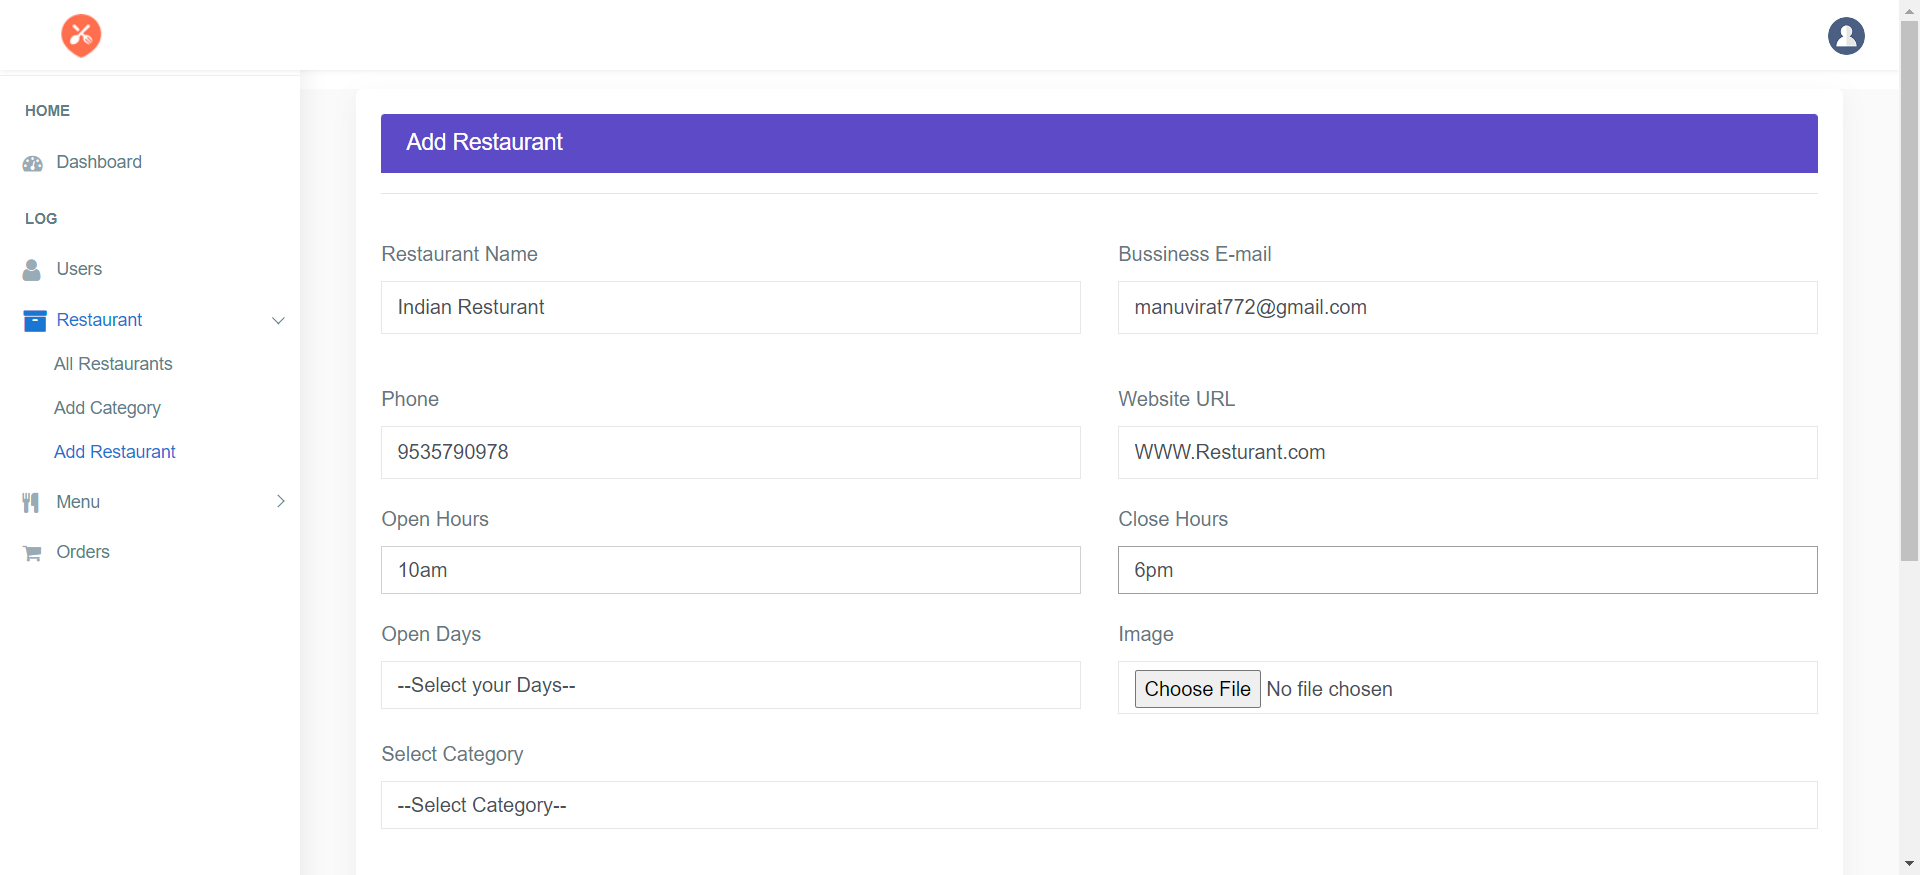 HOME
Dashboard
LOG
Users
Restaurant
All Restaurants
Add Category
Add Restaurant
Menu
Orders
Add Restaurant
Restaurant Name
Bussiness E-mail
Indian Resturant
manuvirat772@gmail.com
Phone
Website URL
9535790978
WWW.Resturant.com
Open Hours
Close Hours
10am
6pm
Open Days
Image
--Select your Days--
Choose File No file chosen
Select Category
--Select Category--